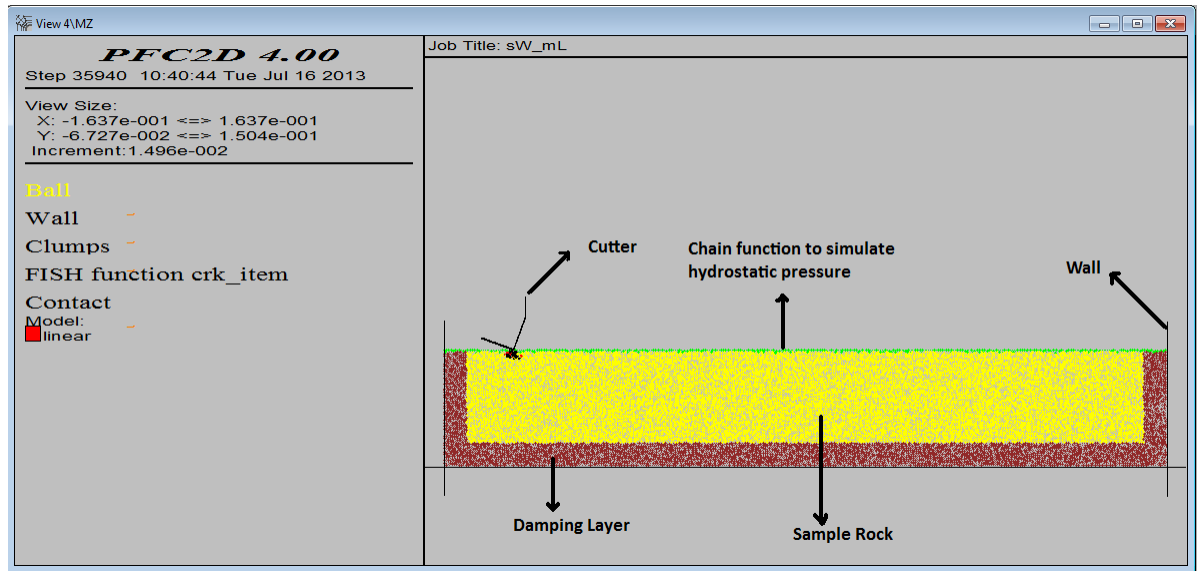 View 4\MZ
PFC2D 4.00
Step 35940 10:40:44 Tue Jul 16 2013
View Size:
X: -1.637e-001 <=> 1.637e-001
Y: -6.727e-002 <=> 1.504e-001
Increment:1.496e-002
Ball
Wall
Clumps
FISH function crk_item
Contact
Model:
linear
Job Title: sW_mL
Cutter
Chain function to simulate
hydrostatic pressure
Wall
Damping Layer
Sample Rock